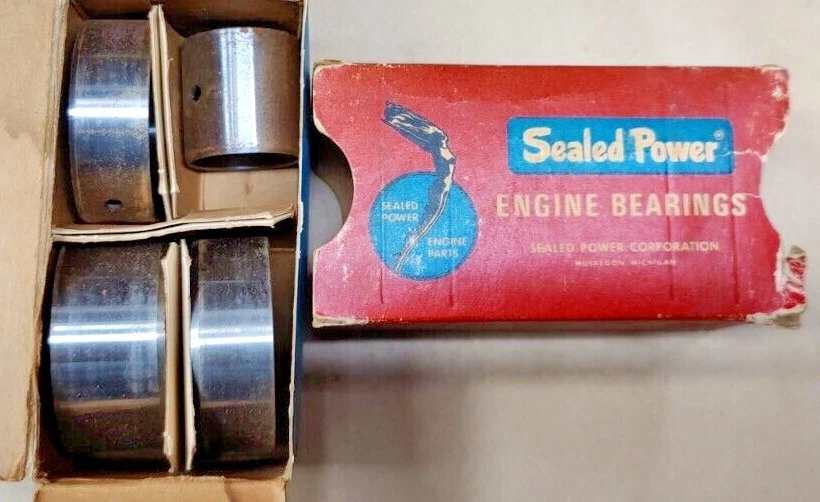 Sealed Power®
ENGINE BEARINGS
SEALED POWER CORPORATION
MUSKEGON, MICHIGAN
SEALED
POWER
ENGINE
PARTS